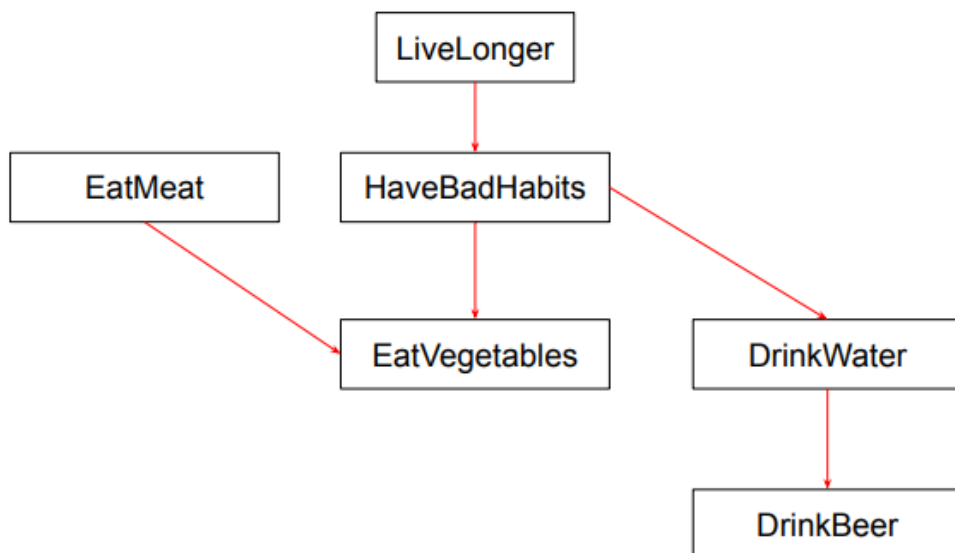 LiveLonger
EatMeat
HaveBadHabits
EatVegetables
DrinkWater
DrinkBeer